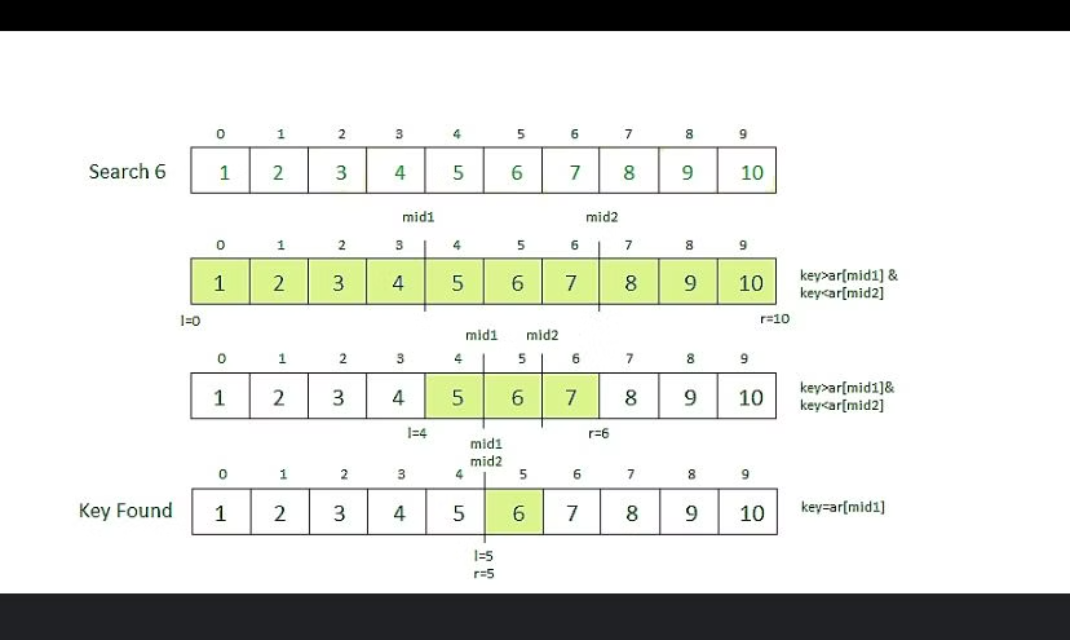 0 1 2 3 4 5 6 7 8 9
Search 6 1 2 3 4 5 6 7 8 9 10
mid1 mid2
0 1 2 3 4 5 6 7 8 9
1 2 3 4 5 6 7 8 9 10
key>ar[mid1] &
key<ar[mid2]
l=0 r=10
mid1 mid2
0 1 2 3 4 5 6 7 8 9
1 2 3 4 5 6 7 8 9 10
key>ar[mid1]&
key<ar[mid2]
l=4 r=6
mid1
mid2
0 1 2 3 4 5 6 7 8 9
Key Found 1 2 3 4 5 6 7 8 9 10 key=ar[mid1]
l=5
r=5